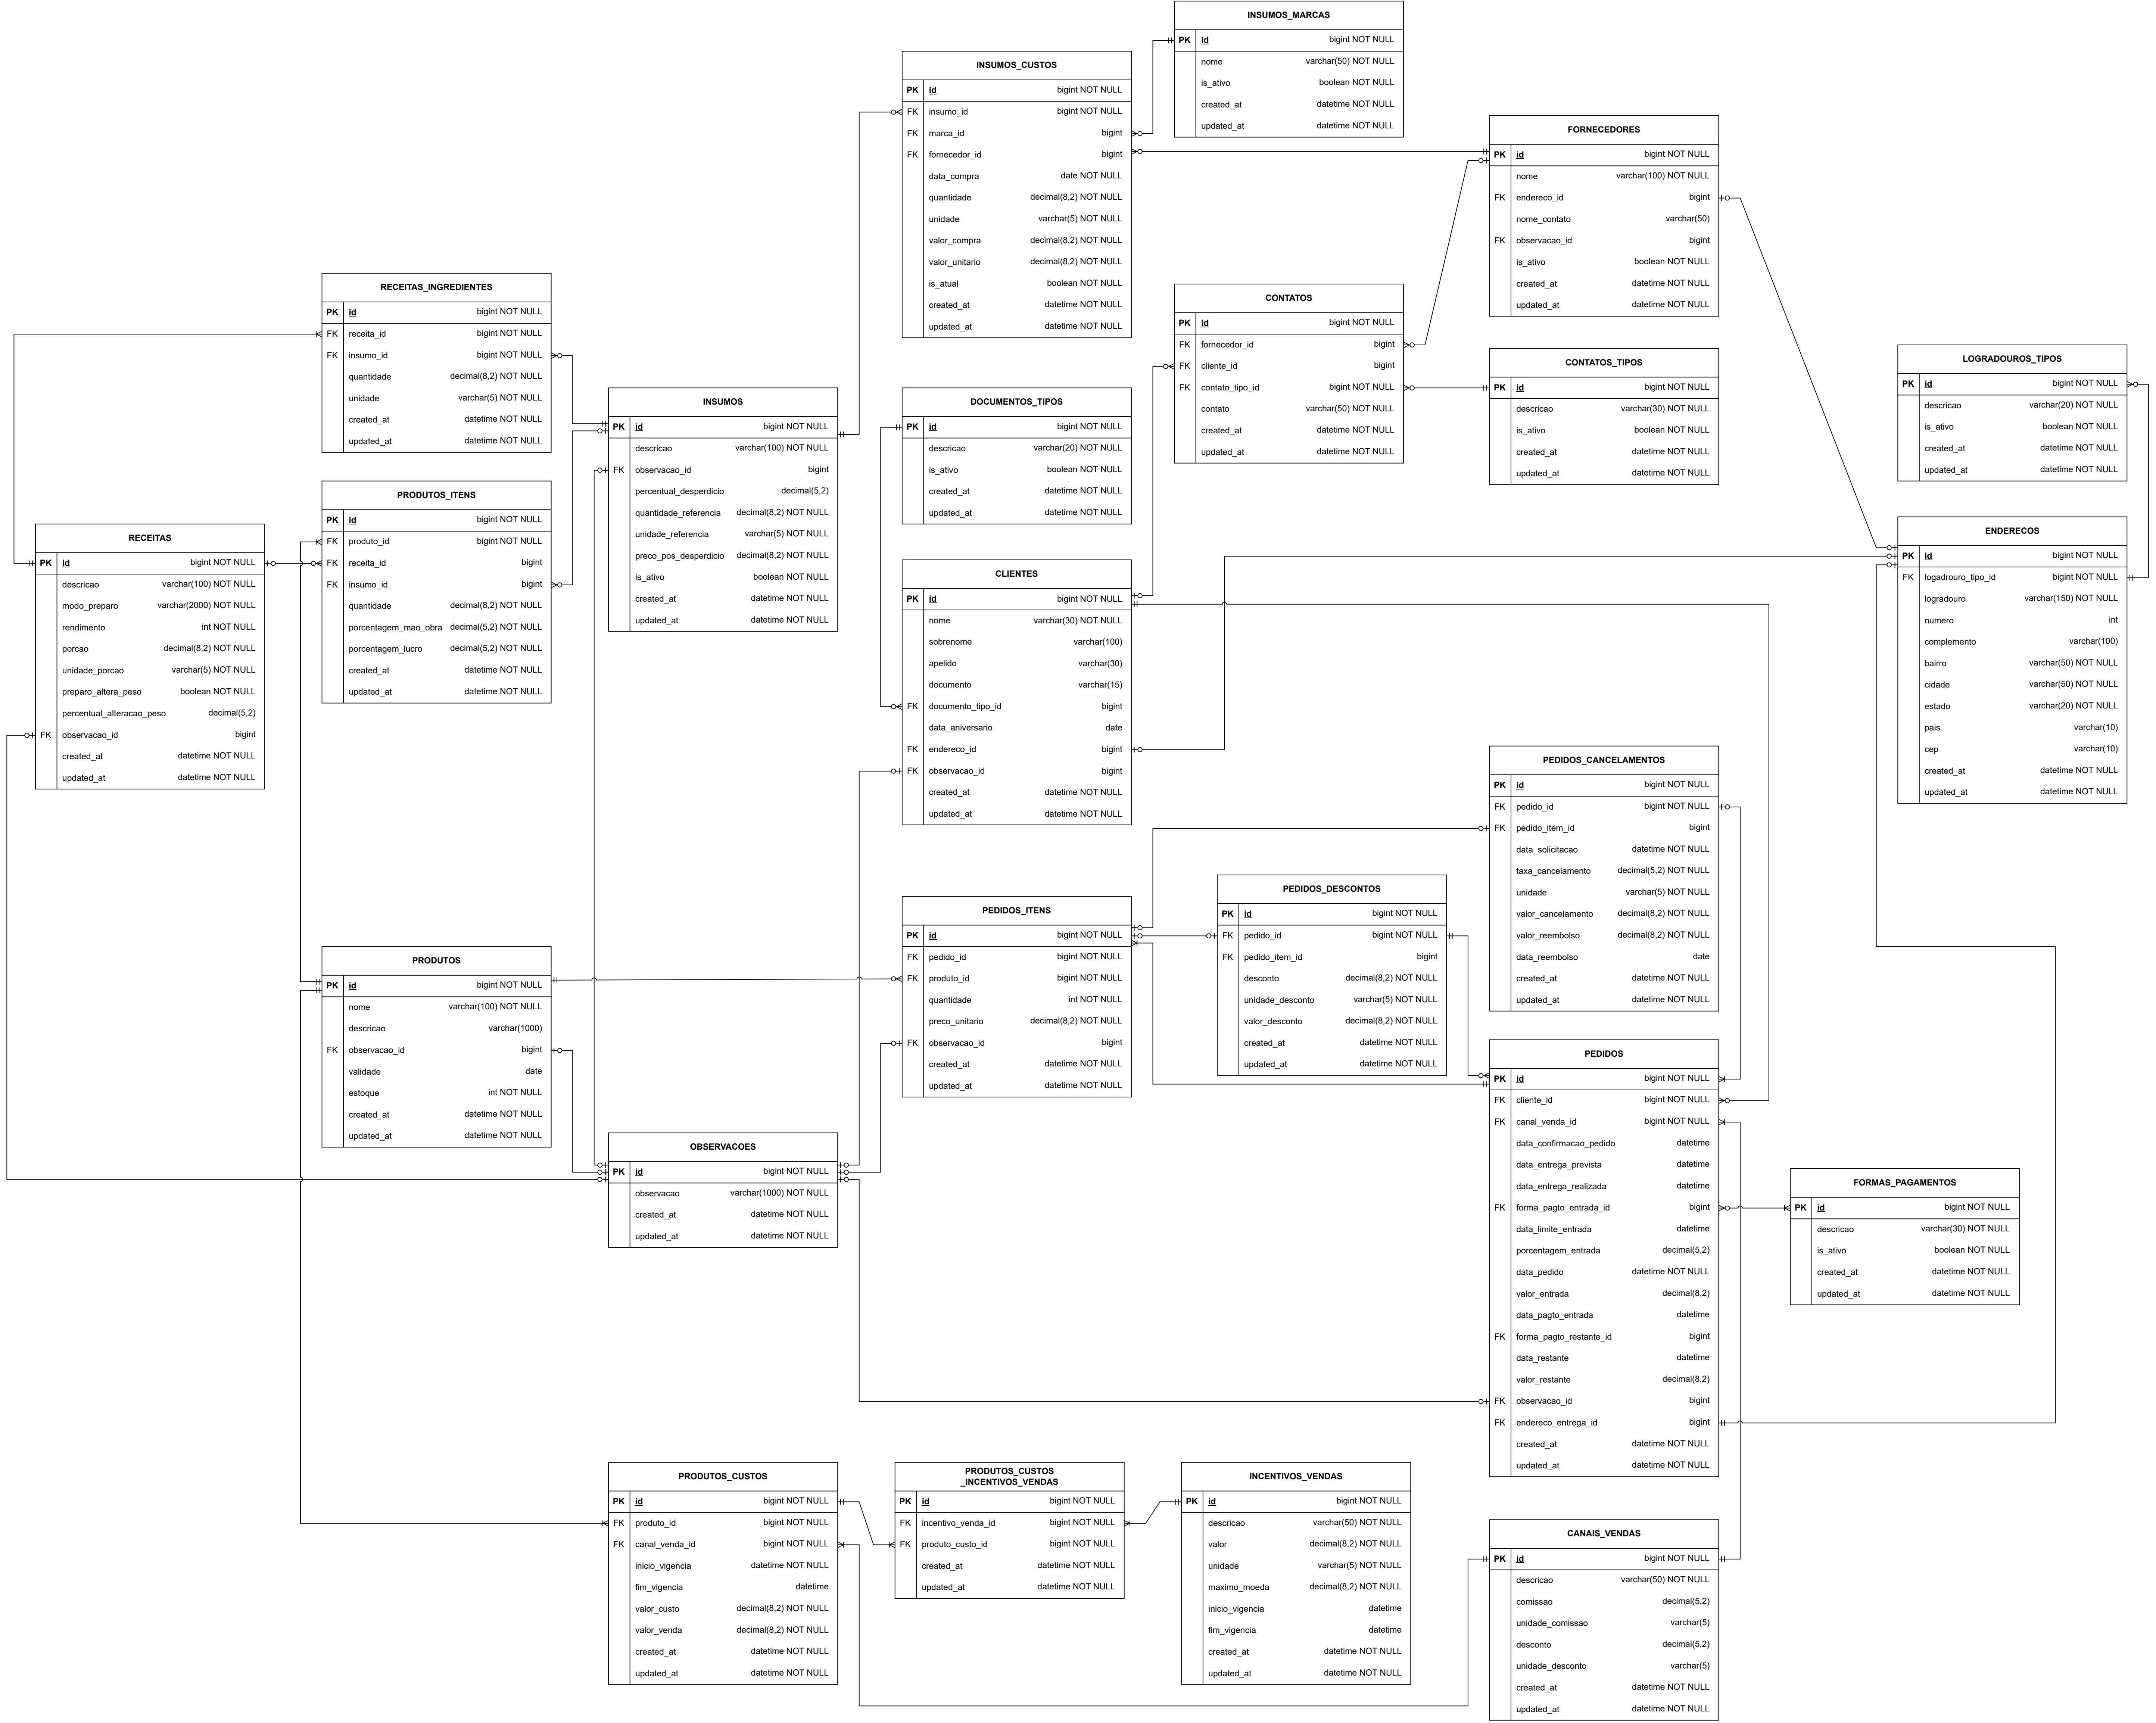 INSUMOS_MARCAS
PK id bigint NOT NULL
nome varchar(50) NOT NULL
is_ativo boolean NOT NULL
created_at datetime NOT NULL
updated_at datetime NOT NULL
INSUMOS_CUSTOS
PK id bigint NOT NULL
FK insumo_id bigint NOT NULL
FK marca_id bigint
FK fornecedor_id bigint
data_compra date NOT NULL
quantidade decimal(8,2) NOT NULL
unidade varchar(5) NOT NULL
valor_compra decimal(8,2) NOT NULL
valor_unitario decimal(8,2) NOT NULL
is_atual boolean NOT NULL
created_at datetime NOT NULL
updated_at datetime NOT NULL
FORNECEDORES
PK id bigint NOT NULL
nome varchar(100) NOT NULL
FK endereco_id bigint
nome_contato varchar(50)
FK observacao_id bigint
is_ativo boolean NOT NULL
created_at datetime NOT NULL
updated_at datetime NOT NULL
RECEITAS_INGREDIENTES
PK id bigint NOT NULL
FK receita_id bigint NOT NULL
FK insumo_id bigint NOT NULL
quantidade decimal(8,2) NOT NULL
unidade varchar(5) NOT NULL
created_at datetime NOT NULL
updated_at datetime NOT NULL
CONTATOS
PK id bigint NOT NULL
FK fornecedor_id bigint
FK cliente_id bigint
FK contato_tipo_id bigint NOT NULL
contato varchar(50) NOT NULL
created_at datetime NOT NULL
updated_at datetime NOT NULL
CONTATOS_TIPOS
PK id bigint NOT NULL
descricao varchar(30) NOT NULL
is_ativo boolean NOT NULL
created_at datetime NOT NULL
updated_at datetime NOT NULL
LOGRADOUROS_TIPOS
PK id bigint NOT NULL
descricao varchar(20) NOT NULL
is_ativo boolean NOT NULL
created_at datetime NOT NULL
updated_at datetime NOT NULL
INSUMOS
PK id bigint NOT NULL
descricao varchar(100) NOT NULL
FK observacao_id bigint
percentual_desperdicio decimal(5,2)
quantidade_referencia decimal(8,2) NOT NULL
unidade_referencia varchar(5) NOT NULL
preco_pos_desperdicio decimal(8,2) NOT NULL
is_ativo boolean NOT NULL
created_at datetime NOT NULL
updated_at datetime NOT NULL
DOCUMENTOS_TIPOS
PK id bigint NOT NULL
descricao varchar(20) NOT NULL
is_ativo boolean NOT NULL
created_at datetime NOT NULL
updated_at datetime NOT NULL
PRODUTOS_ITENS
PK id bigint NOT NULL
FK produto_id bigint NOT NULL
FK receita_id bigint
FK insumo_id bigint
quantidade decimal(8,2) NOT NULL
porcentagem_mao_obra decimal(5,2) NOT NULL
porcentagem_lucro decimal(5,2) NOT NULL
created_at datetime NOT NULL
updated_at datetime NOT NULL
RECEITAS
PK id bigint NOT NULL
descricao varchar(100) NOT NULL
modo_preparo varchar(2000) NOT NULL
rendimento int NOT NULL
porcao decimal(8,2) NOT NULL
unidade_porcao varchar(5) NOT NULL
preparo_altera_peso boolean NOT NULL
percentual_alteracao_peso decimal(5,2)
FK observacao_id bigint
created_at datetime NOT NULL
updated_at datetime NOT NULL
ENDERECOS
PK id bigint NOT NULL
FK logadrouro_tipo_id bigint NOT NULL
logradouro varchar(150) NOT NULL
numero int
complemento varchar(100)
bairro varchar(50) NOT NULL
cidade varchar(50) NOT NULL
estado varchar(20) NOT NULL
pais varchar(10)
cep varchar(10)
created_at datetime NOT NULL
updated_at datetime NOT NULL
CLIENTES
PK id bigint NOT NULL
nome varchar(30) NOT NULL
sobrenome varchar(100)
apelido varchar(30)
documento varchar(15)
FK documento_tipo_id bigint
data_aniversario date
FK endereco_id bigint
FK observacao_id bigint
created_at datetime NOT NULL
updated_at datetime NOT NULL
PEDIDOS_CANCELAMENTOS
PK id bigint NOT NULL
FK pedido_id bigint NOT NULL
FK pedido_item_id bigint
data_solicitacao datetime NOT NULL
taxa_cancelamento decimal(5,2) NOT NULL
unidade varchar(5) NOT NULL
valor_cancelamento decimal(8,2) NOT NULL
valor_reembolso decimal(8,2) NOT NULL
data_reembolso date
created_at datetime NOT NULL
updated_at datetime NOT NULL
PEDIDOS_DESCONTOS
PK id bigint NOT NULL
FK pedido_id bigint NOT NULL
FK pedido_item_id bigint
desconto decimal(8,2) NOT NULL
unidade_desconto varchar(5) NOT NULL
valor_desconto decimal(8,2) NOT NULL
created_at datetime NOT NULL
updated_at datetime NOT NULL
PEDIDOS_ITENS
PK id bigint NOT NULL
FK pedido_id bigint NOT NULL
FK produto_id bigint NOT NULL
quantidade int NOT NULL
preco_unitario decimal(8,2) NOT NULL
FK observacao_id bigint
created_at datetime NOT NULL
updated_at datetime NOT NULL
PRODUTOS
PK id bigint NOT NULL
nome varchar(100) NOT NULL
descricao varchar(1000)
FK observacao_id bigint
validade date
estoque int NOT NULL
created_at datetime NOT NULL
updated_at datetime NOT NULL
PEDIDOS
PK id bigint NOT NULL
FK cliente_id bigint NOT NULL
FK canal_venda_id bigint NOT NULL
data_confirmacao_pedido datetime
data_entrega_prevista datetime
data_entrega_realizada datetime
FK forma_pagto_entrada_id bigint
data_limite_entrada datetime
porcentagem_entrada decimal(5,2)
data_pedido datetime NOT NULL
valor_entrada decimal(8,2)
data_pagto_entrada datetime
FK forma_pagto_restante_id bigint
data_restante datetime
valor_restante decimal(8,2)
FK observacao_id bigint
FK endereco_entrega_id bigint
created_at datetime NOT NULL
updated_at datetime NOT NULL
OBSERVACOES
PK id bigint NOT NULL
observacao varchar(1000) NOT NULL
created_at datetime NOT NULL
updated_at datetime NOT NULL
FORMAS_PAGAMENTOS
PK id bigint NOT NULL
descricao varchar(30) NOT NULL
is_ativo boolean NOT NULL
created_at datetime NOT NULL
updated_at datetime NOT NULL
PRODUTOS_CUSTOS
PK id bigint NOT NULL
FK produto_id bigint NOT NULL
FK canal_venda_id bigint NOT NULL
inicio_vigencia datetime NOT NULL
fim_vigencia datetime
valor_custo decimal(8,2) NOT NULL
valor_venda decimal(8,2) NOT NULL
created_at datetime NOT NULL
updated_at datetime NOT NULL
PRODUTOS_CUSTOS
_INCENTIVOS_VENDAS
PK id bigint NOT NULL
FK incentivo_venda_id bigint NOT NULL
FK produto_custo_id bigint NOT NULL
created_at datetime NOT NULL
updated_at datetime NOT NULL
INCENTIVOS_VENDAS
PK id bigint NOT NULL
descricao varchar(50) NOT NULL
valor decimal(8,2) NOT NULL
unidade varchar(5) NOT NULL
maximo_moeda decimal(8,2) NOT NULL
inicio_vigencia datetime
fim_vigencia datetime
created_at datetime NOT NULL
updated_at datetime NOT NULL
CANAIS_VENDAS
PK id bigint NOT NULL
descricao varchar(50) NOT NULL
comissao decimal(5,2)
unidade_comissao varchar(5)
desconto decimal(5,2)
unidade_desconto varchar(5)
created_at datetime NOT NULL
updated_at datetime NOT NULL